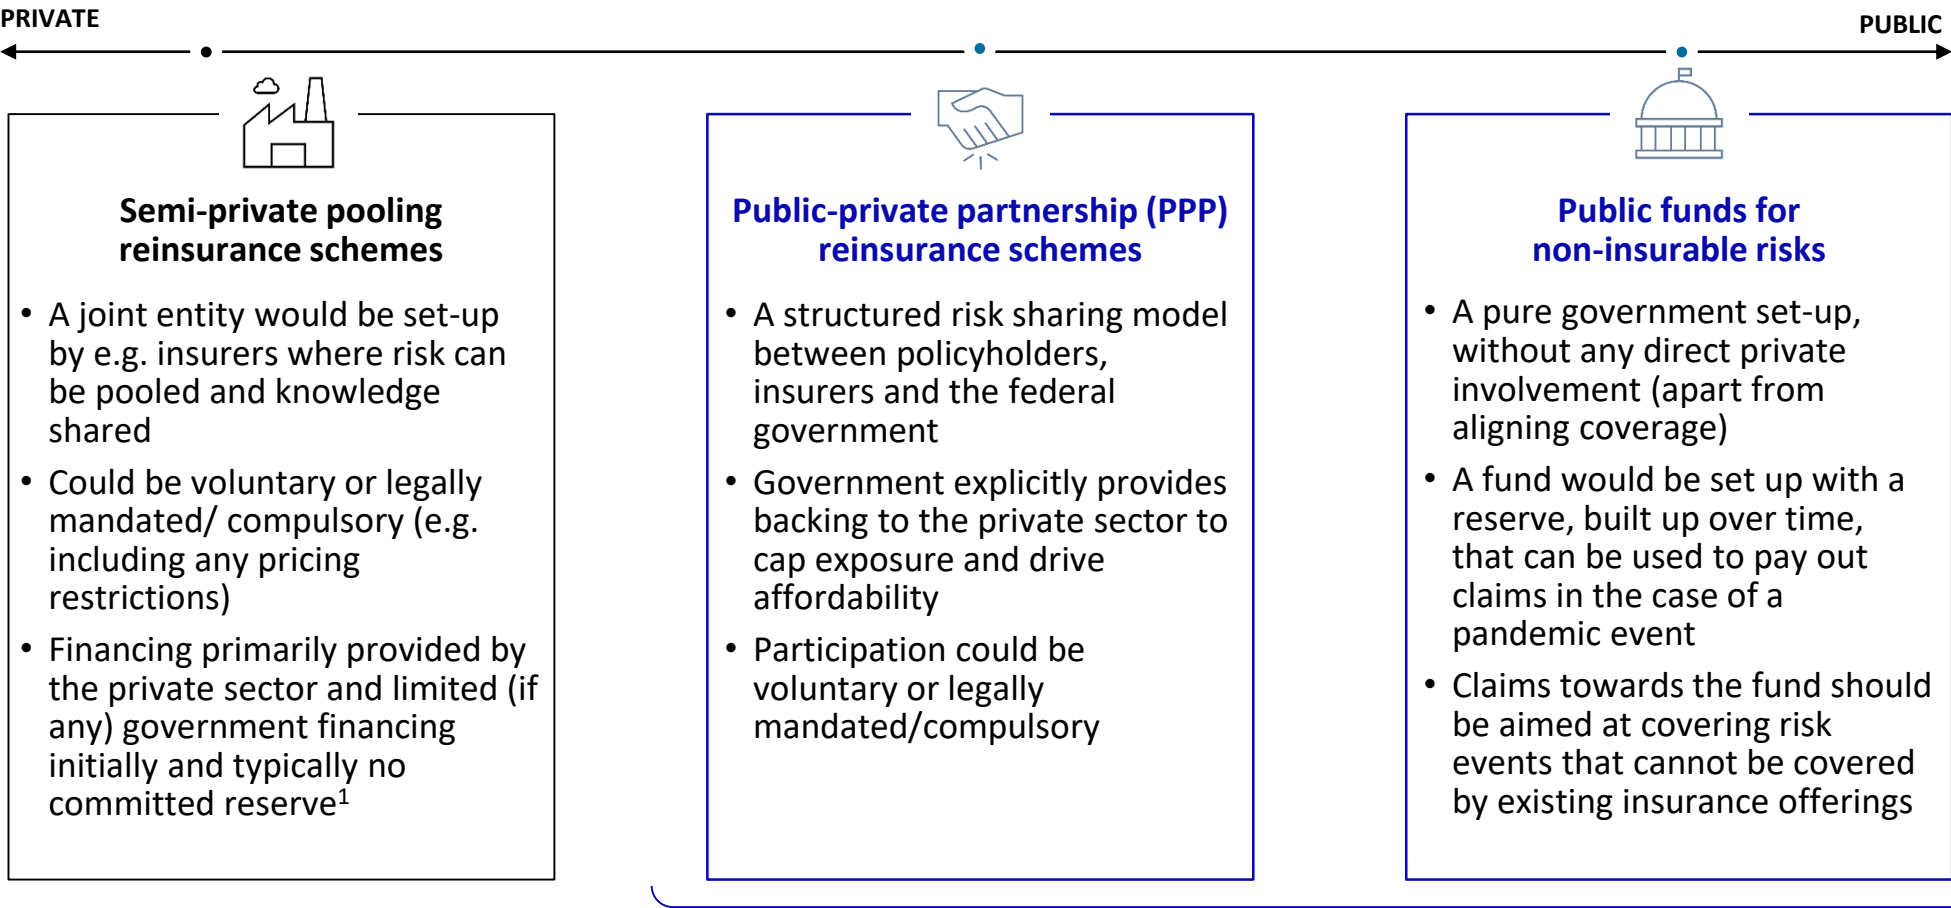 PRIVATE
PUBLIC
Semi-private pooling
reinsurance schemes
• A joint entity would be set-up
by e.g. insurers where risk can
be pooled and knowledge
shared
• Could be voluntary or legally
mandated/ compulsory (e.g.
including any pricing
restrictions)
• Financing primarily provided by
the private sector and limited (if
any) government financing
initially and typically no
committed reserve¹
Public-private partnership (PPP)
reinsurance schemes
• A structured risk sharing model
between policyholders,
insurers and the federal
government
• Government explicitly provides
backing to the private sector to
cap exposure and drive
affordability
• Participation could be
voluntary or legally
mandated/compulsory
Public funds for
non-insurable risks
• A pure government set-up,
without any direct private
involvement (apart from
aligning coverage)
• A fund would be set up with a
reserve, built up over time,
that can be used to pay out
claims in the case of a
pandemic event
• Claims towards the fund should
be aimed at covering risk
events that cannot be covered
by existing insurance offerings